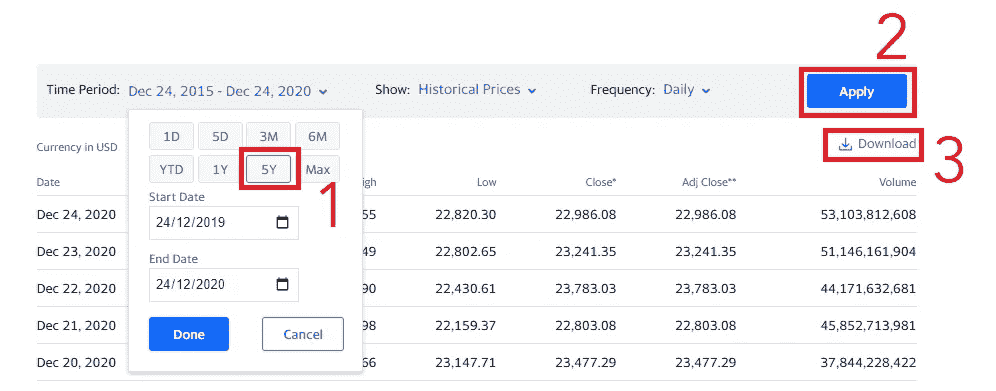 2
Time Period: Dec 24, 2015 - Dec 24, 2020 Show: Historical Prices Frequency: Daily Apply
1D 5D 3M 6M
Currency in USD Download 3
YTD 1Y 5Y Max
Date Low Close* Adj Close** Volume
1
Start Date
Dec 24, 2020 24/12/2019 55 22,820.30 22,986.08 22,986.08 53,103,812,608
Dec 23, 2020 49 22,802.65 23,241.35 23,241.35 51,146,161,904
End Date
Dec 22, 2020 24/12/2020 90 22,430.61 23,783.03 23,783.03 44,171,632,681
Dec 21, 2020 Done Cancel 98 22,159.37 22,803.08 22,803.08 45,852,713,981
Dec 20, 2020 66 23,147.71 23,477.29 23,477.29 37,844,228,422